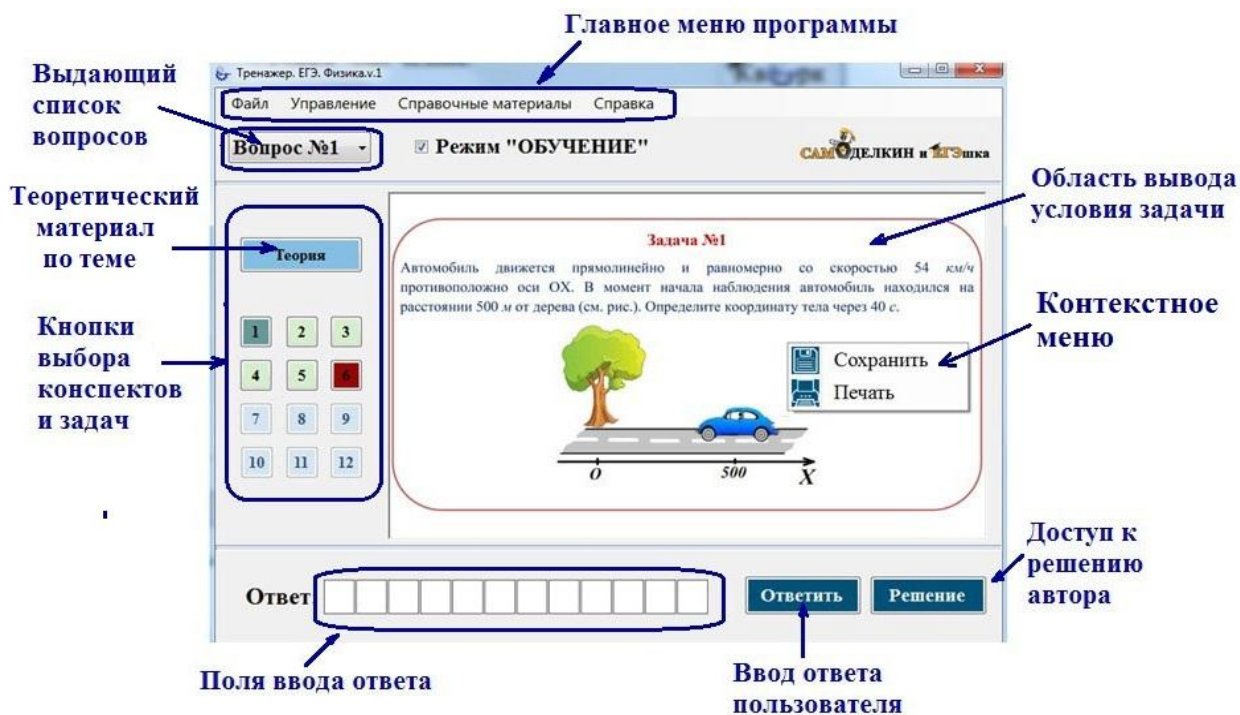 Главное меню программы
Выдающий
список
вопросов
Тренажер. ЕГЭ. Физика.v.1
Файл Управление Справочные материалы Справка
Вопрос №1
Режим "ОБУЧЕНИЕ"
САМОДЕЛКИН и ЕГЭшка
Теоретический
материал
по теме
Теория
Кнопки
выбора
конспектов
и задач
1 2 3
4 5 6
7 8 9
10 11 12
Область вывода
условия задачи
Задача №1
Автомобиль движется прямолинейно и равномерно со скоростью 54 км/ч
противоположно оси ОХ. В момент начала наблюдения автомобиль находился на
расстоянии 500 м от дерева (см. рис.). Определите координату тела через 40 с.
Контекстное
меню
Сохранить
Печать
O 500 X
Ответ
Ответить
Решение
Доступ к
решению
автора
Поля ввода ответа
Ввод ответа
пользователя